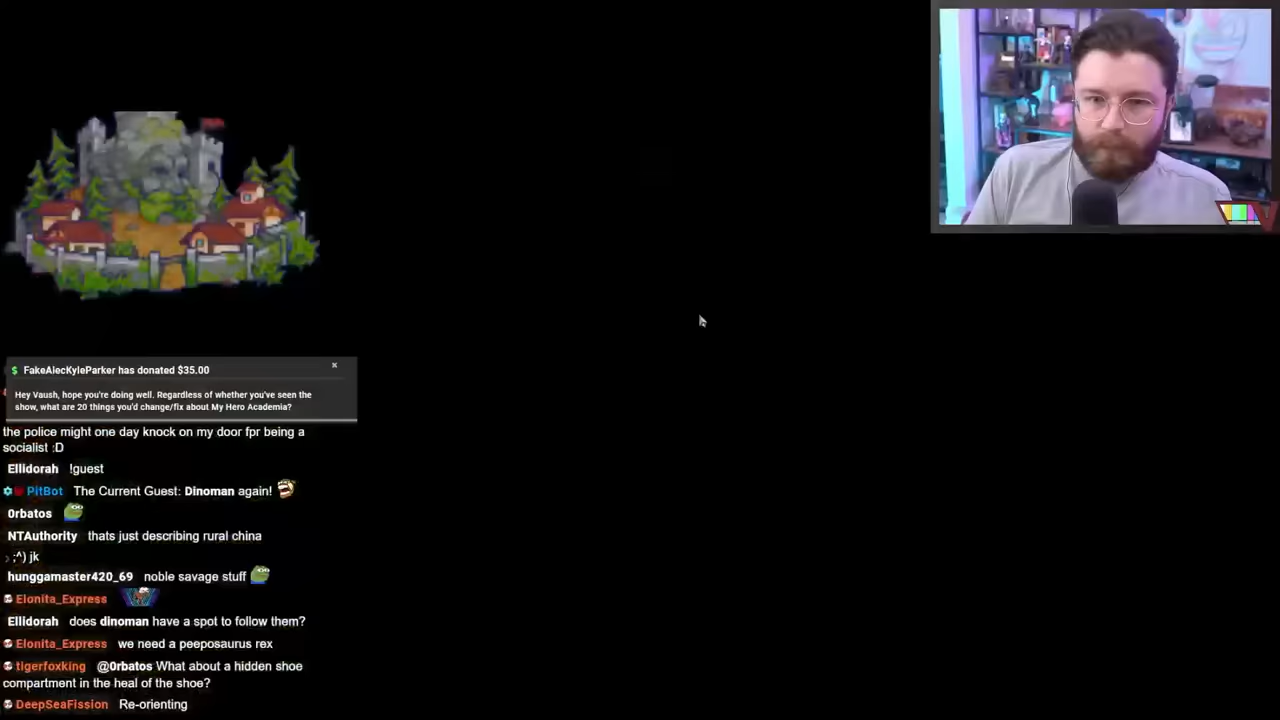 $ FakeAlecKyleParker has donated $35.00
Hey Vaush, hope you're doing well. Regardless of whether you've seen the
show, what are 20 things you'd change/fix about My Hero Academia?
the police might one day knock on my door fpr being a
socialist :D
Ellidorah !guest
PitBot The Current Guest: Dinoman again!
0rbatos
NTAuthority thats just describing rural china
;^) jk
hunggamaster420_69 noble savage stuff
Elonita_Express
Ellidorah does dinoman have a spot to follow them?
Elonita_Express we need a peeposaurus rex
tigerfoxking @0rbatos What about a hidden shoe
compartment in the heal of the shoe?
DeepSeaFission Re-orienting